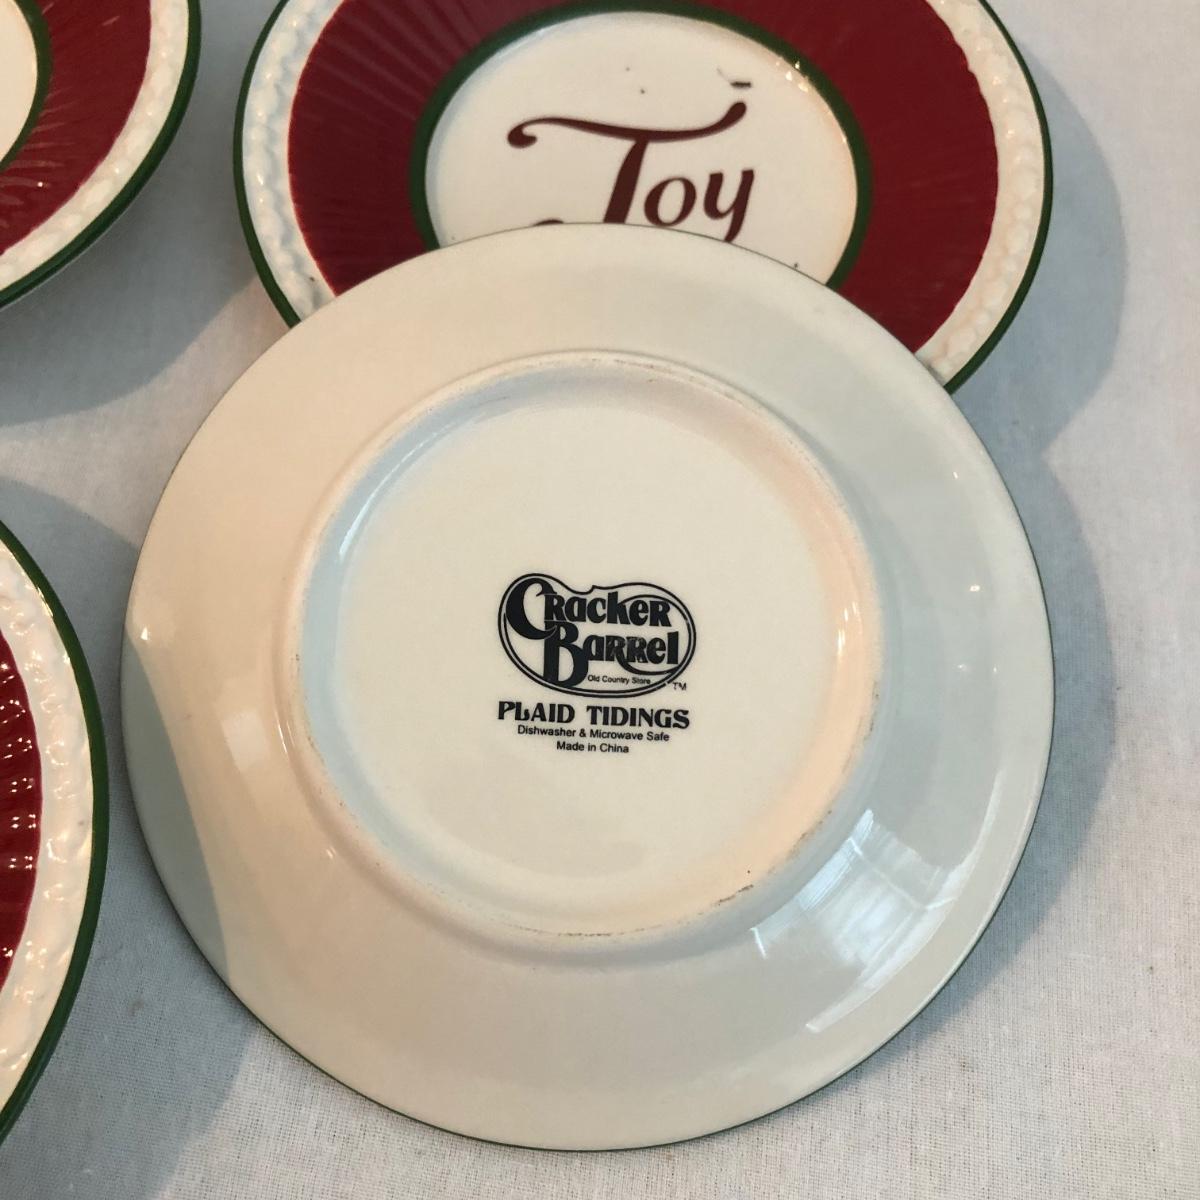 Joy
Cracker
Barrel
Old Country Store
TM
PLAID TIDINGS
Dishwasher & Microwave Safe
Made in China